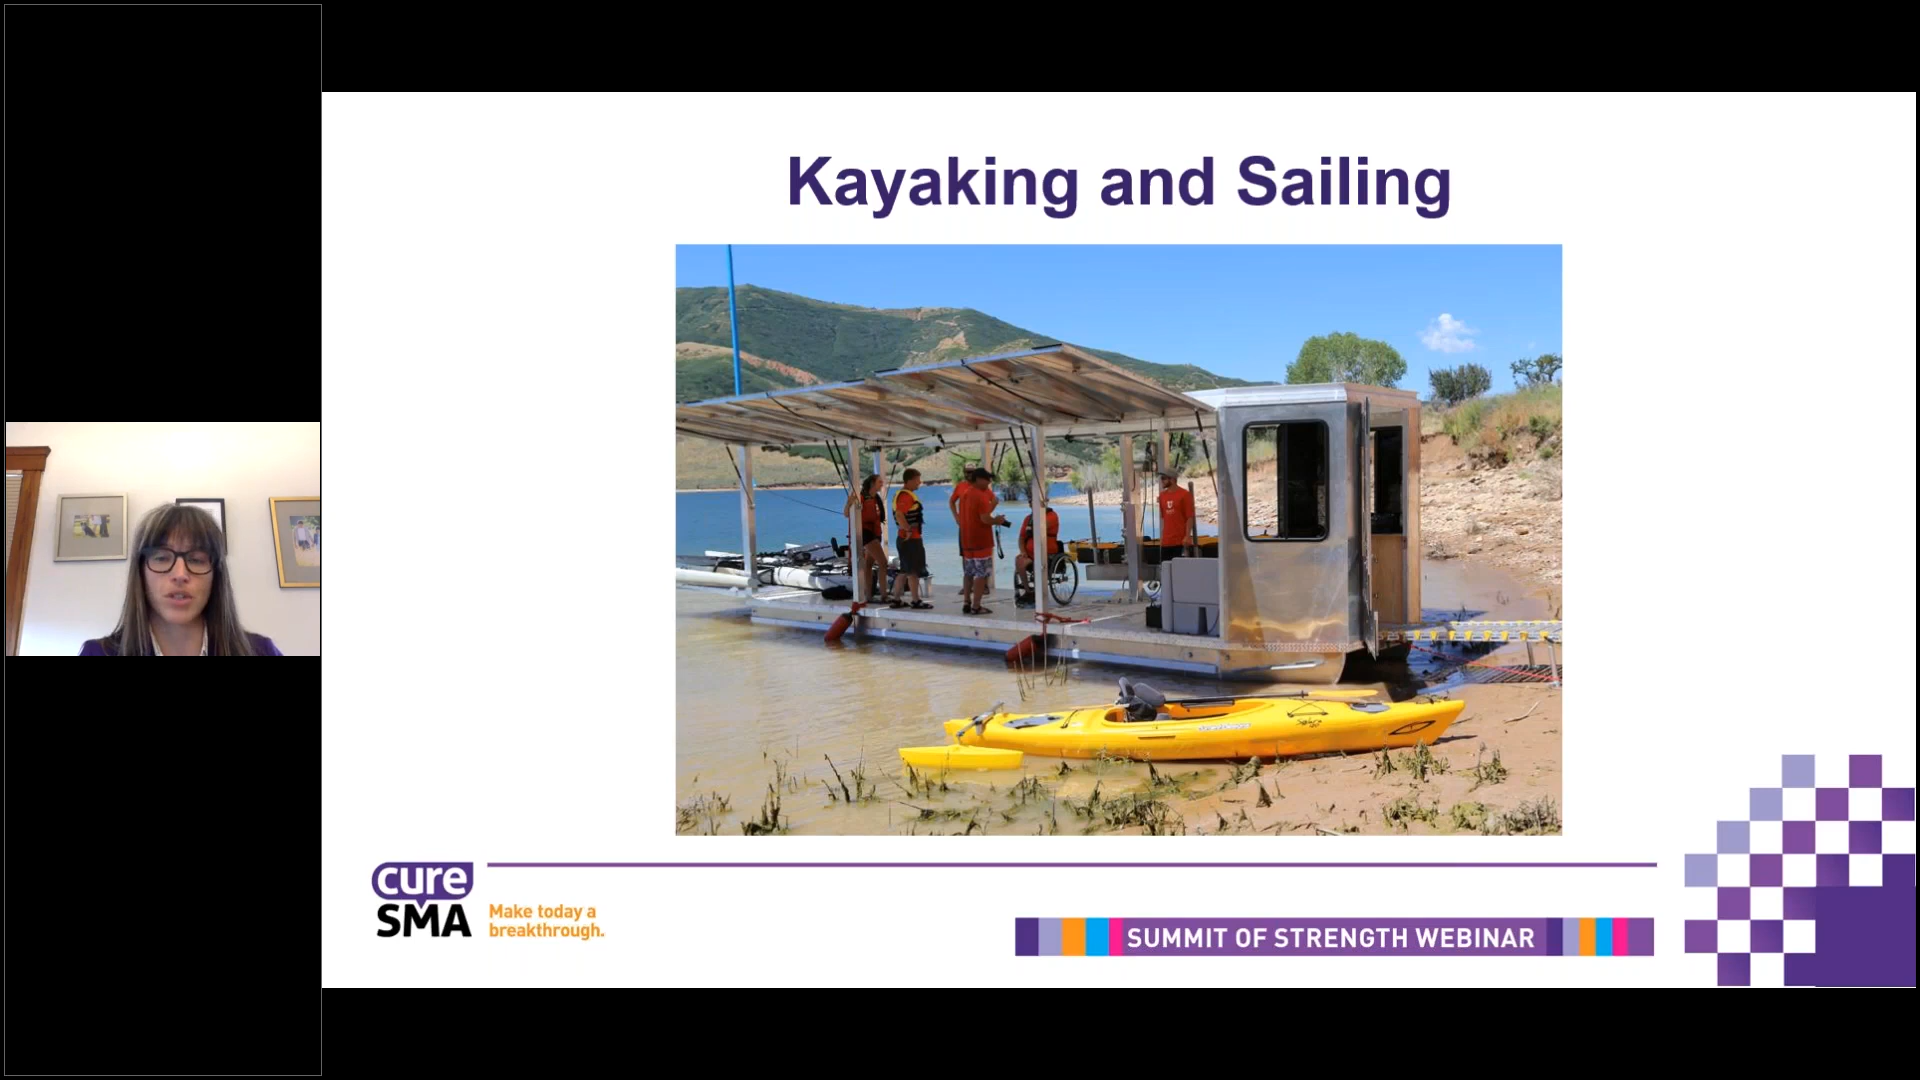 Kayaking and Sailing
cure
SMA
Make today a
breakthrough.
SUMMIT OF STRENGTH WEBINAR